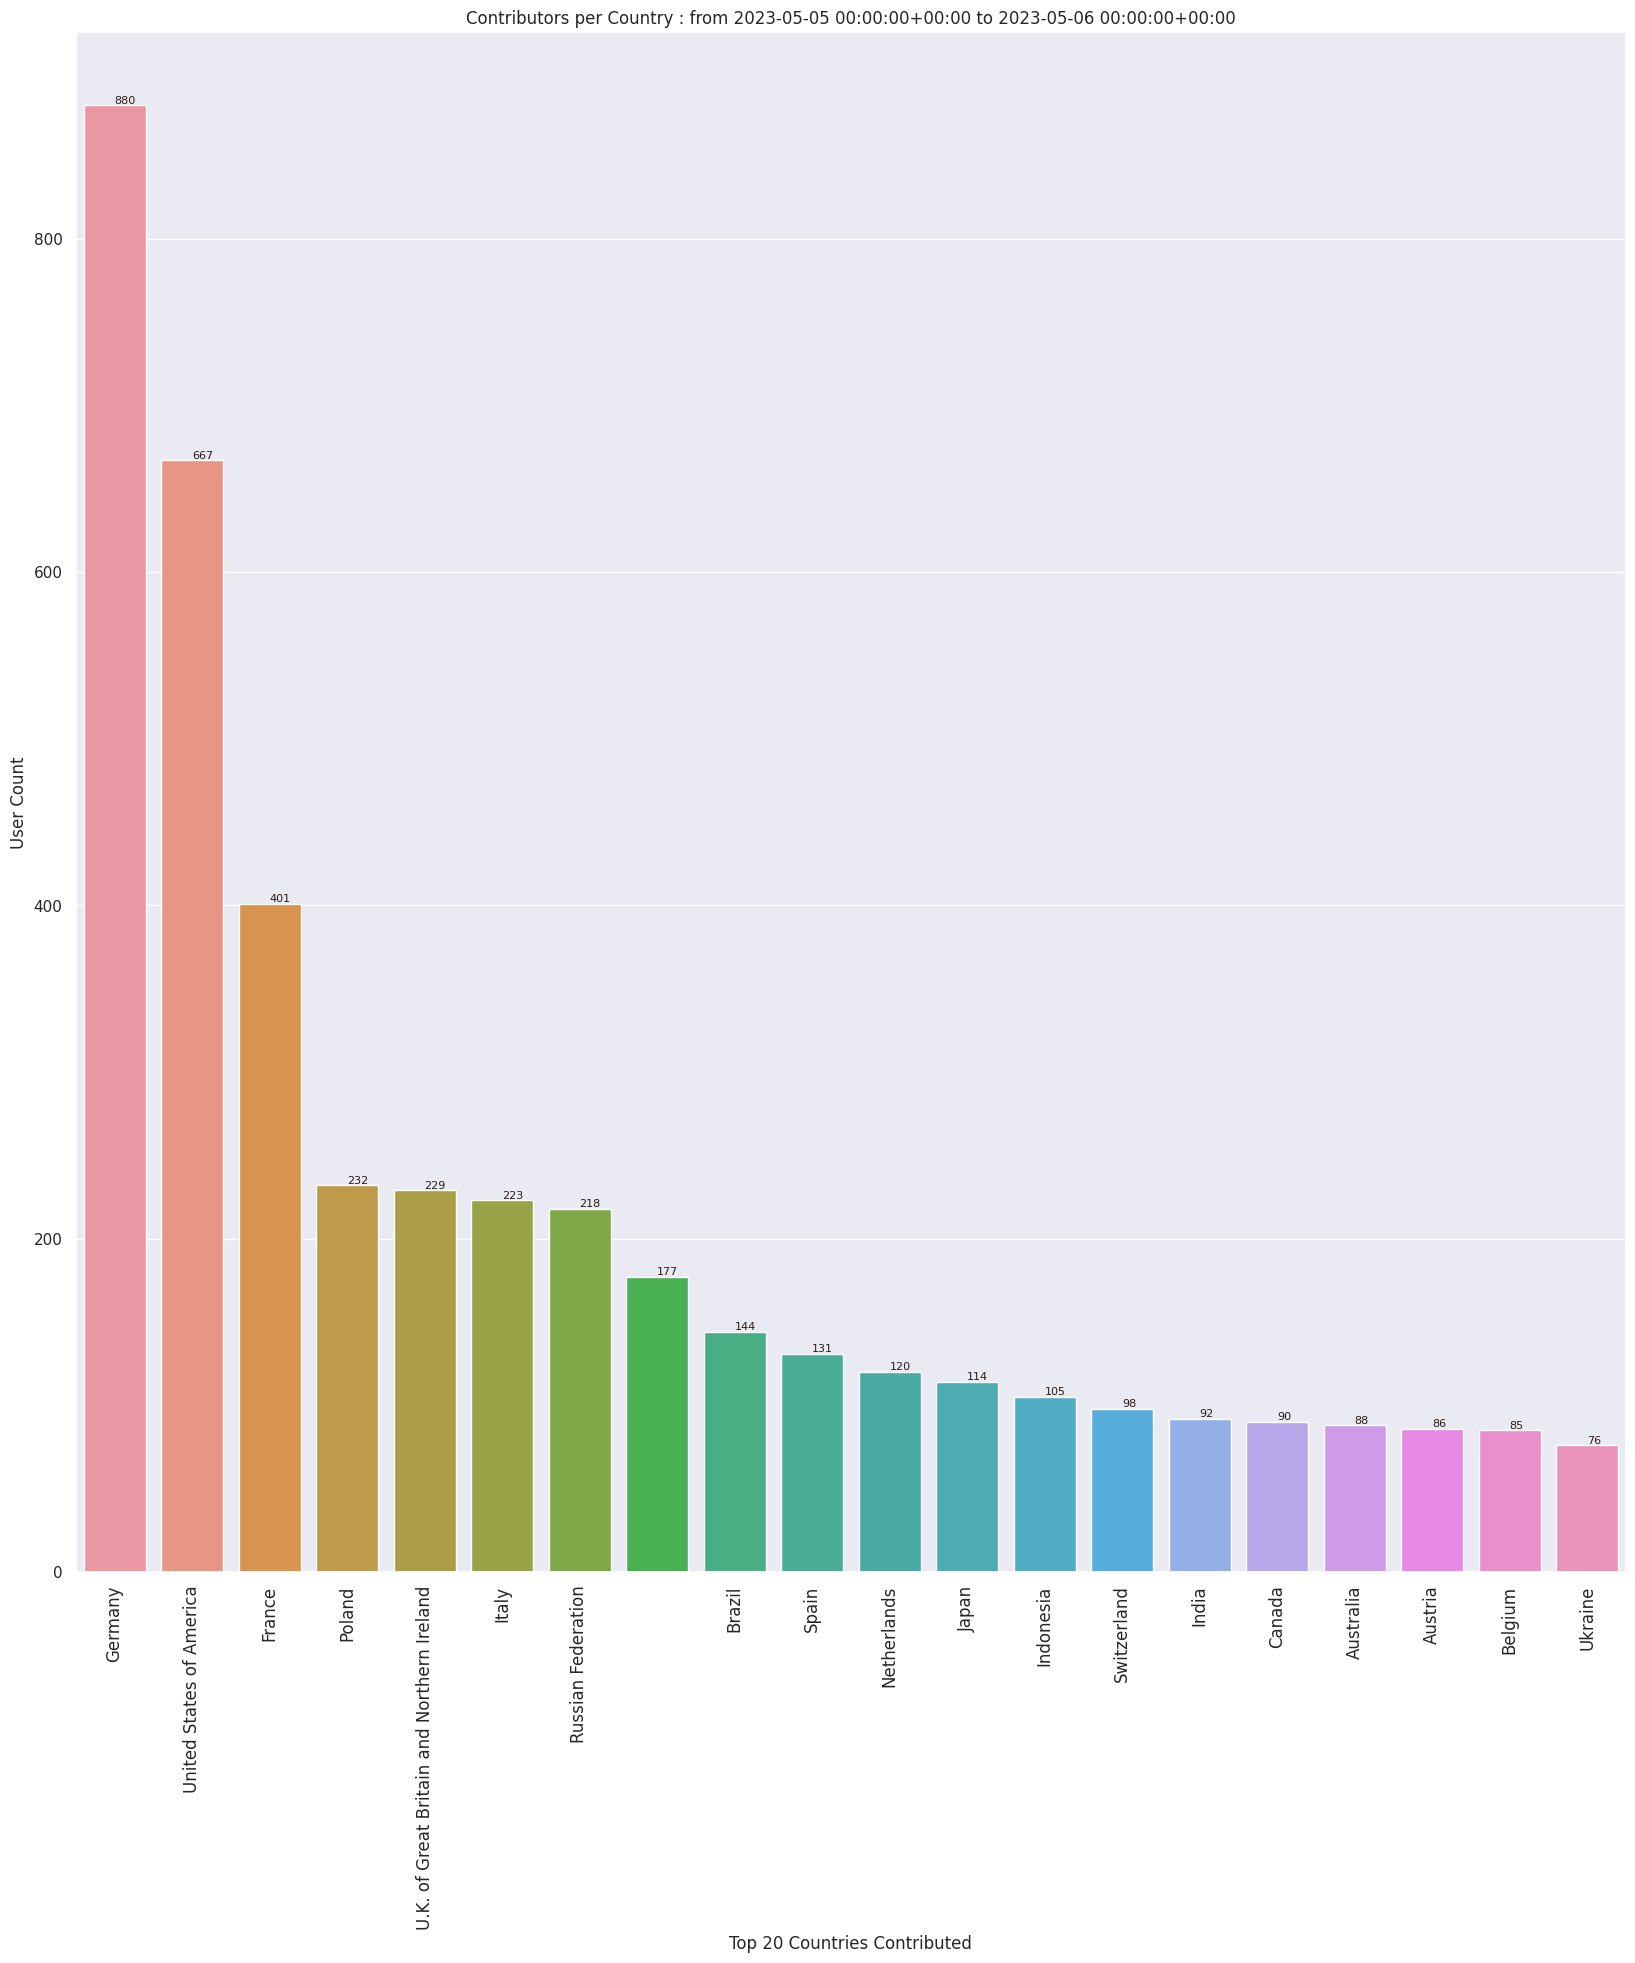 Contributors per Country : from 2023-05-05 00:00:00+00:00 to 2023-05-06 00:00:00+00:00
User Count
800
600
400
200
0
880
667
401
232
229
223
218
177
144
131
120
114
105
98
92
90
88
86
85
76
Germany
United States of America
France
Poland
U.K. of Great Britain and Northern Ireland
Italy
Russian Federation
Brazil
Spain
Netherlands
Japan
Indonesia
Switzerland
India
Canada
Australia
Austria
Belgium
Ukraine
Top 20 Countries Contributed